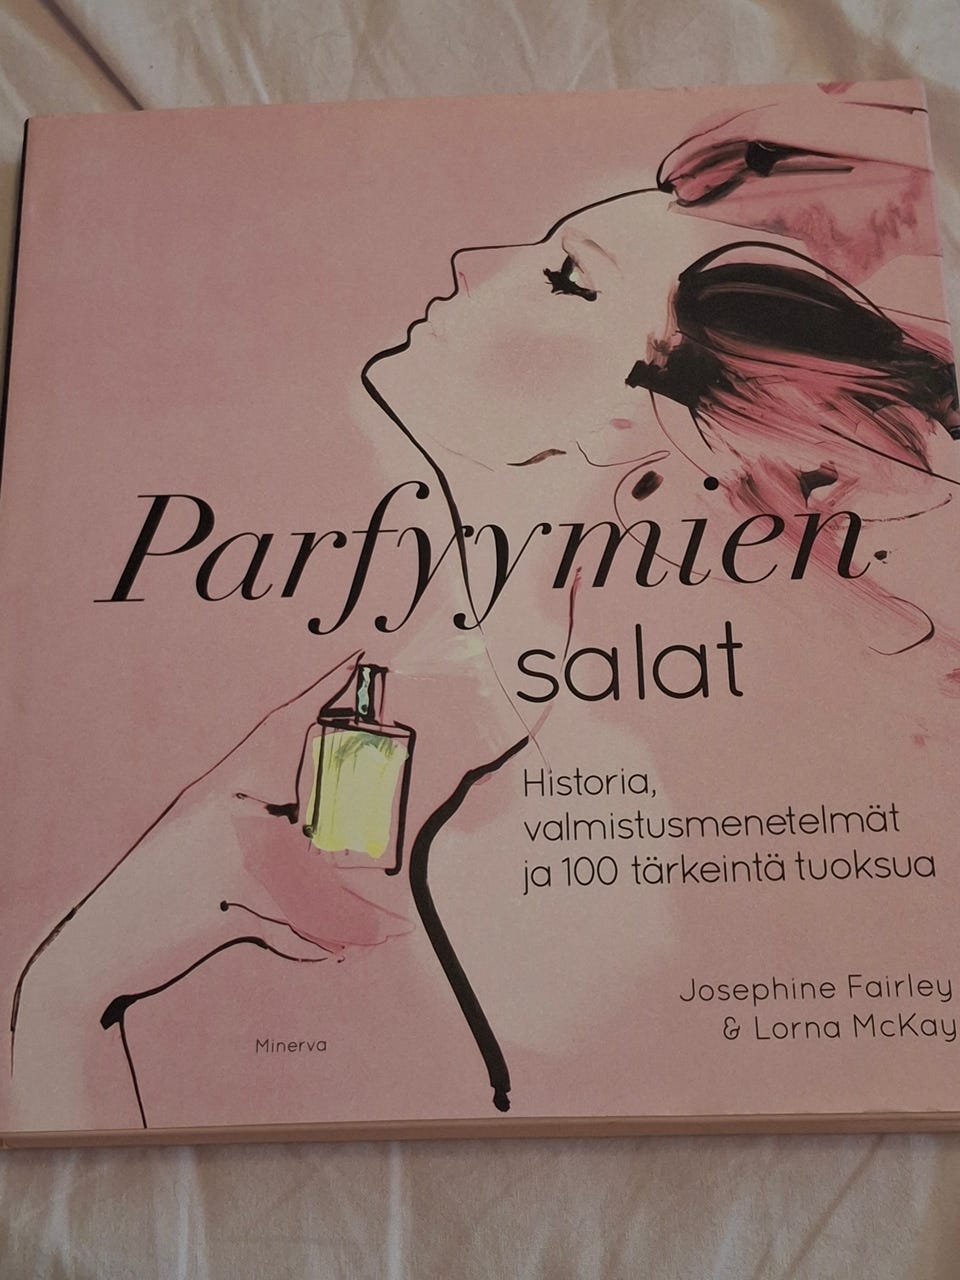 Parfyymien
salat
Historia,
valmistusmenetelmät
ja 100 tärkeintä tuoksua
Josephine Fairley
& Lorna McKay
Minerva